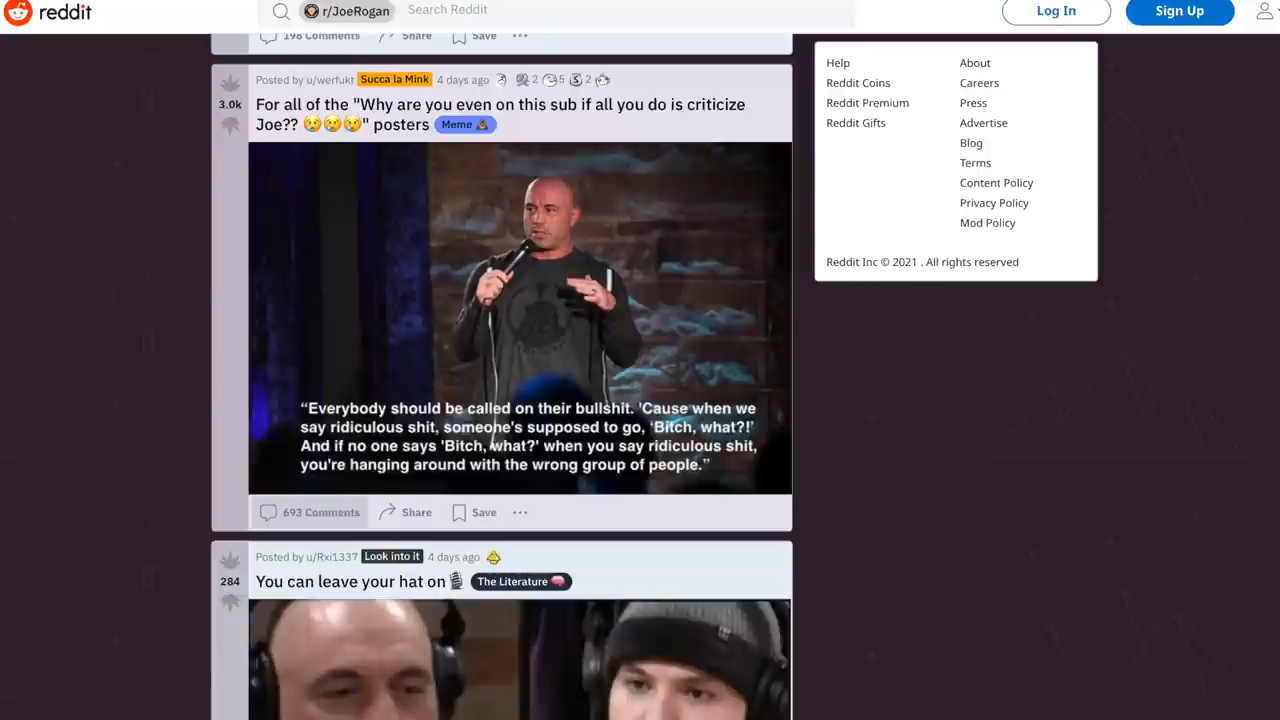 reddit
r/JoeRogan
Search Reddit
Log In
Sign Up
198 Comments
Share
Save
Posted by u/werfukt Succa la Mink 4 days ago 2 5 2
3.0k
For all of the "Why are you even on this sub if all you do is criticize
Joe?? 😢😢😢" posters Meme 💩
“Everybody should be called on their bullshit. 'Cause when we
say ridiculous shit, someone's supposed to go, 'Bitch, what?!'
And if no one says 'Bitch, what?' when you say ridiculous shit,
you're hanging around with the wrong group of people.”
693 Comments
Share
Save
Posted by u/Rxi1337 Look into it 4 days ago
284
You can leave your hat on The Literature 🧠
Help
Reddit Coins
Reddit Premium
Reddit Gifts
About
Careers
Press
Advertise
Blog
Terms
Content Policy
Privacy Policy
Mod Policy
Reddit Inc © 2021 . All rights reserved